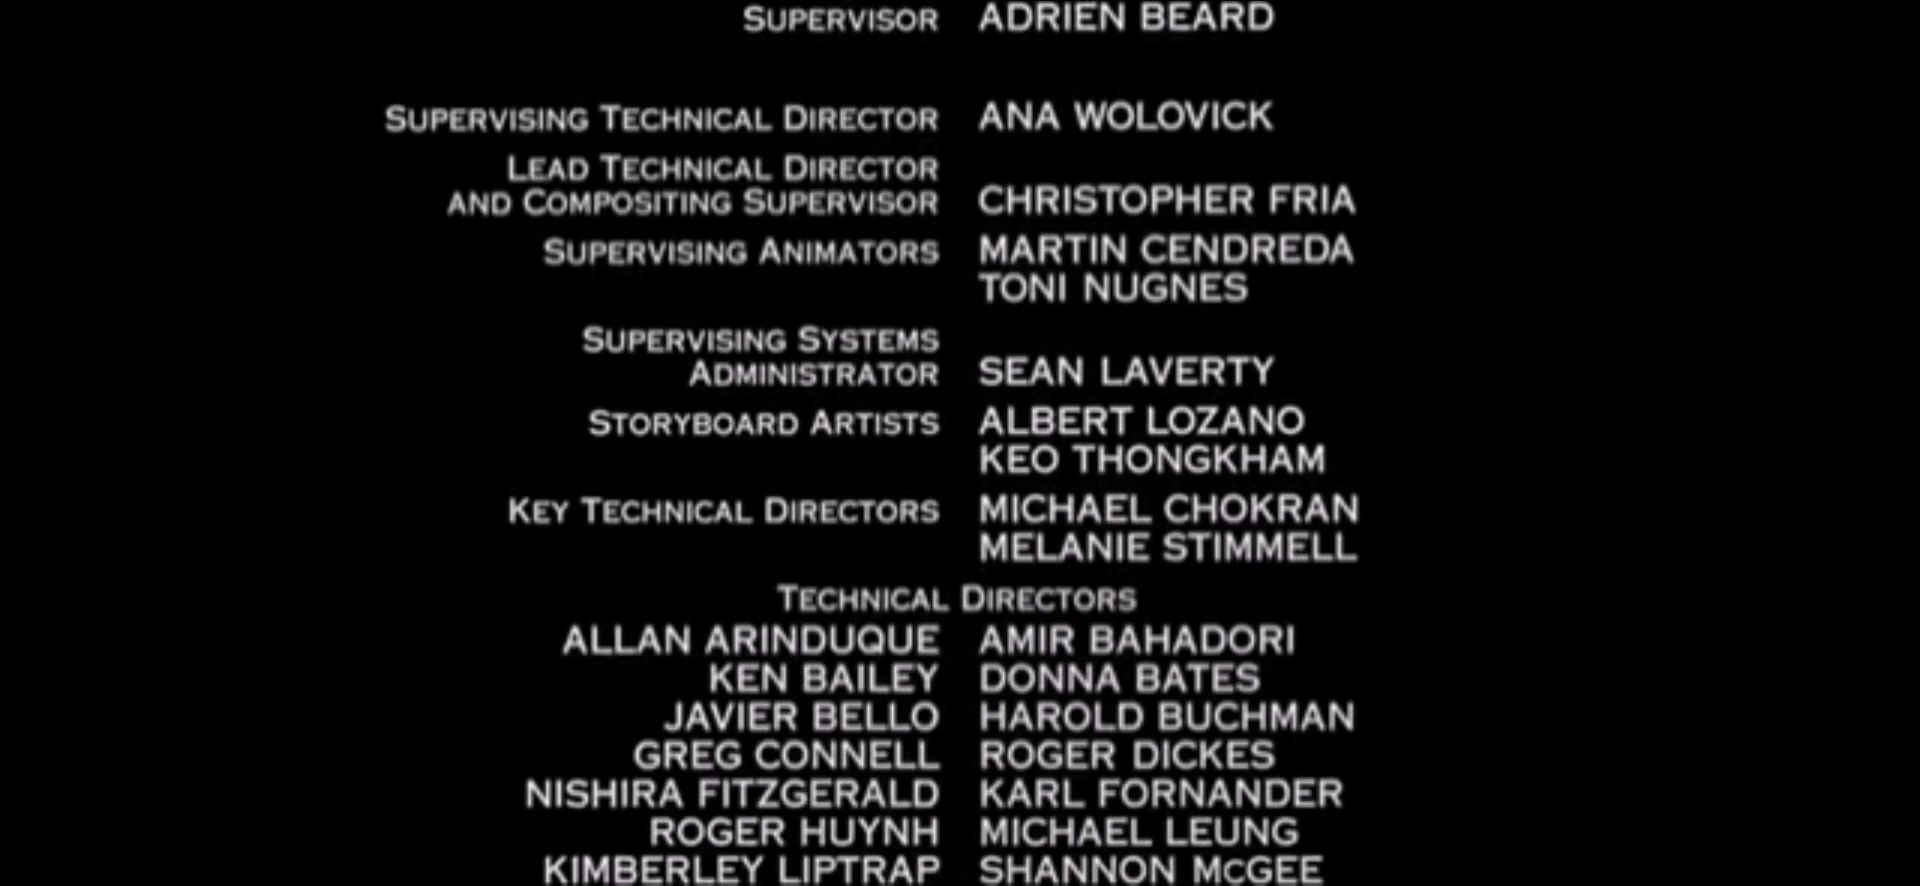 SUPERVISOR ADRIEN BEARD
SUPERVISING TECHNICAL DIRECTOR ANA WOLOVICK
LEAD TECHNICAL DIRECTOR
AND COMPOSITING SUPERVISOR CHRISTOPHER FRIA
SUPERVISING ANIMATORS MARTIN CENDREDA
TONI NUGNES
SUPERVISING SYSTEMS
ADMINISTRATOR SEAN LAVERTY
STORYBOARD ARTISTS ALBERT LOZANO
KEO THONGKHAM
KEY TECHNICAL DIRECTORS MICHAEL CHOKRAN
MELANIE STIMMELL
TECHNICAL DIRECTORS
ALLAN ARINDUQUE AMIR BAHADORI
KEN BAILEY DONNA BATES
JAVIER BELLO HAROLD BUCHMAN
GREG CONNELL ROGER DICKES
NISHIRA FITZGERALD KARL FORNANDER
ROGER HUYNH MICHAEL LEUNG
KIMBERLEY LIPTRAP SHANNON McGEE